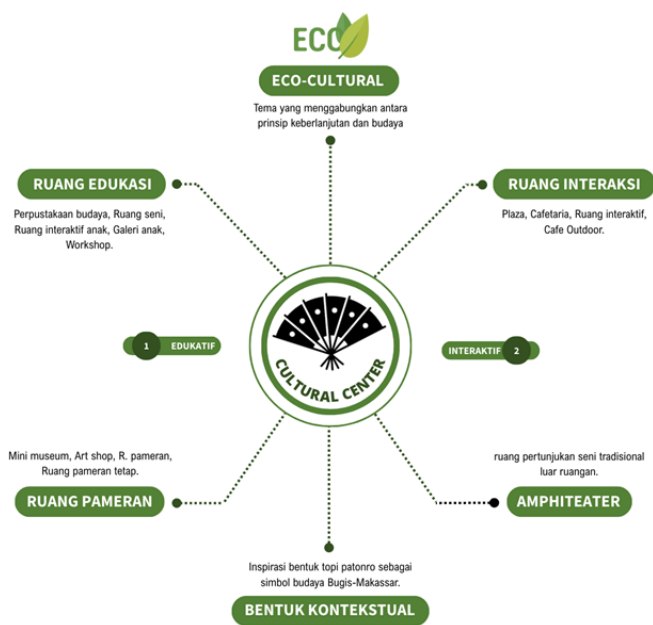 ECO
ECO-CULTURAL
Tema yang menggabungkan antara
prinsip keberlanjutan dan budaya
RUANG EDUKASI
Perpustakaan budaya, Ruang seni,
Ruang interaktif anak, Galeri anak,
Workshop.
RUANG INTERAKSI
Plaza, Cafetaria, Ruang interaktif,
Cafe Outdoor.
1 EDUKATIF
CULTURAL CENTER
INTERAKTIF 2
Mini museum, Art shop, R. pameran,
Ruang pameran tetap.
RUANG PAMERAN
ruang pertunjukan seni tradisional
luar ruangan.
AMPHITEATER
Inspirasi bentuk topi patonro sebagai
simbol budaya Bugis-Makassar.
BENTUK KONTEKSTUAL